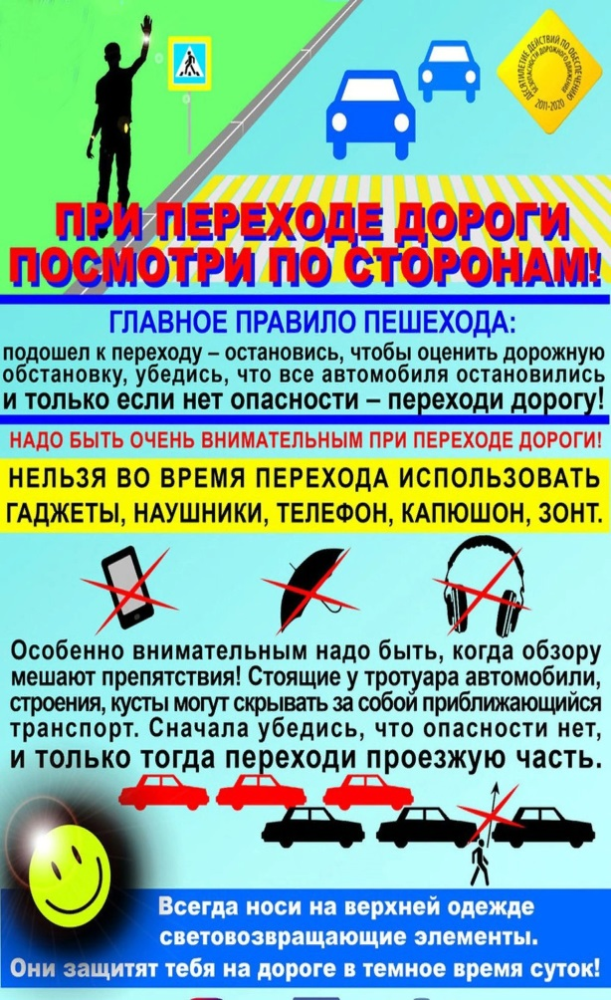 ДЕСЯТИЛЕТИЕ ДЕЙСТВИЙ ПО ОБЕСПЕЧЕНИЮ
БЕЗОПАСНОСТИ ДОРОЖНОГО ДВИЖЕНИЯ
2011-2020
ПРИ ПЕРЕХОДЕ ДОРОГИ
ПОСМОТРИ ПО СТОРОНАМ!
ГЛАВНОЕ ПРАВИЛО ПЕШЕХОДА:
подошел к переходу – остановись, чтобы оценить дорожную
обстановку, убедись, что все автомобиля остановились
и только если нет опасности – переходи дорогу!
НАДО БЫТЬ ОЧЕНЬ ВНИМАТЕЛЬНЫМ ПРИ ПЕРЕХОДЕ ДОРОГИ!
НЕЛЬЗЯ ВО ВРЕМЯ ПЕРЕХОДА ИСПОЛЬЗОВАТЬ
ГАДЖЕТЫ, НАУШНИКИ, ТЕЛЕФОН, КАПЮШОН, ЗОНТ.
Особенно внимательным надо быть, когда обзору
мешают препятствия! Стоящие у тротуара автомобили,
строения, кусты могут скрывать за собой приближающийся
транспорт. Сначала убедись, что опасности нет,
и только тогда переходи проезжую часть.
Всегда носи на верхней одежде
световозвращающие элементы.
Они защитят тебя на дороге в темное время суток!